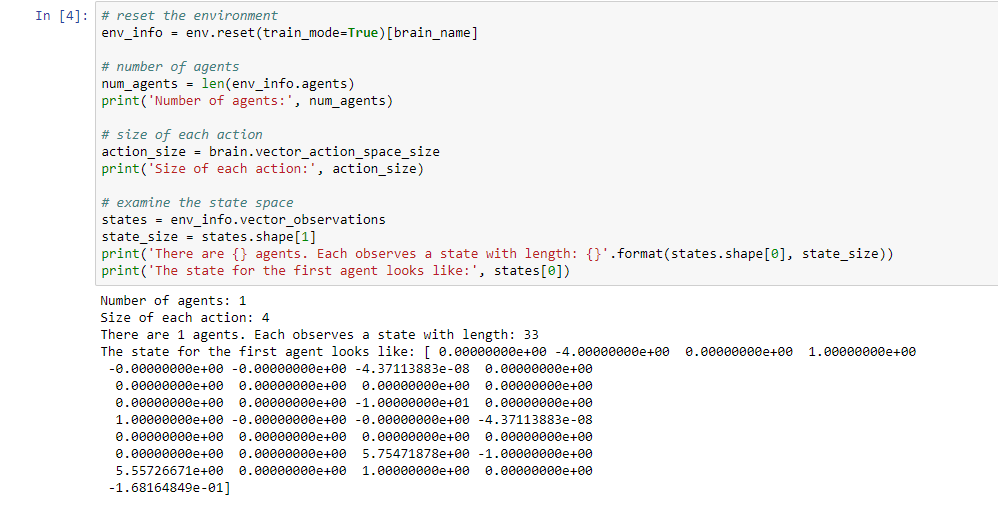 In [4]: # reset the environment
env_info = env.reset(train_mode=True)[brain_name]
# number of agents
num_agents = len(env_info.agents)
print('Number of agents:', num_agents)
# size of each action
action_size = brain.vector_action_space_size
print('Size of each action:', action_size)
# examine the state space
states = env_info.vector_observations
state_size = states.shape[1]
print('There are {} agents. Each observes a state with length: {}'.format(states.shape[0], state_size))
print('The state for the first agent looks like:', states[0])
Number of agents: 1
Size of each action: 4
There are 1 agents. Each observes a state with length: 33
The state for the first agent looks like: [ 0.00000000e+00 -4.00000000e+00  0.00000000e+00  1.00000000e+00
-0.00000000e+00 -0.00000000e+00 -4.37113883e-08  0.00000000e+00
0.00000000e+00  0.00000000e+00  0.00000000e+00  0.00000000e+00
0.00000000e+00  0.00000000e+00 -1.00000000e+01  0.00000000e+00
1.00000000e+00 -0.00000000e+00 -0.00000000e+00 -4.37113883e-08
0.00000000e+00  0.00000000e+00  0.00000000e+00  0.00000000e+00
0.00000000e+00  0.00000000e+00  5.75471878e+00 -1.00000000e+00
5.55726671e+00  0.00000000e+00  1.00000000e+00  0.00000000e+00
-1.68164849e-01]